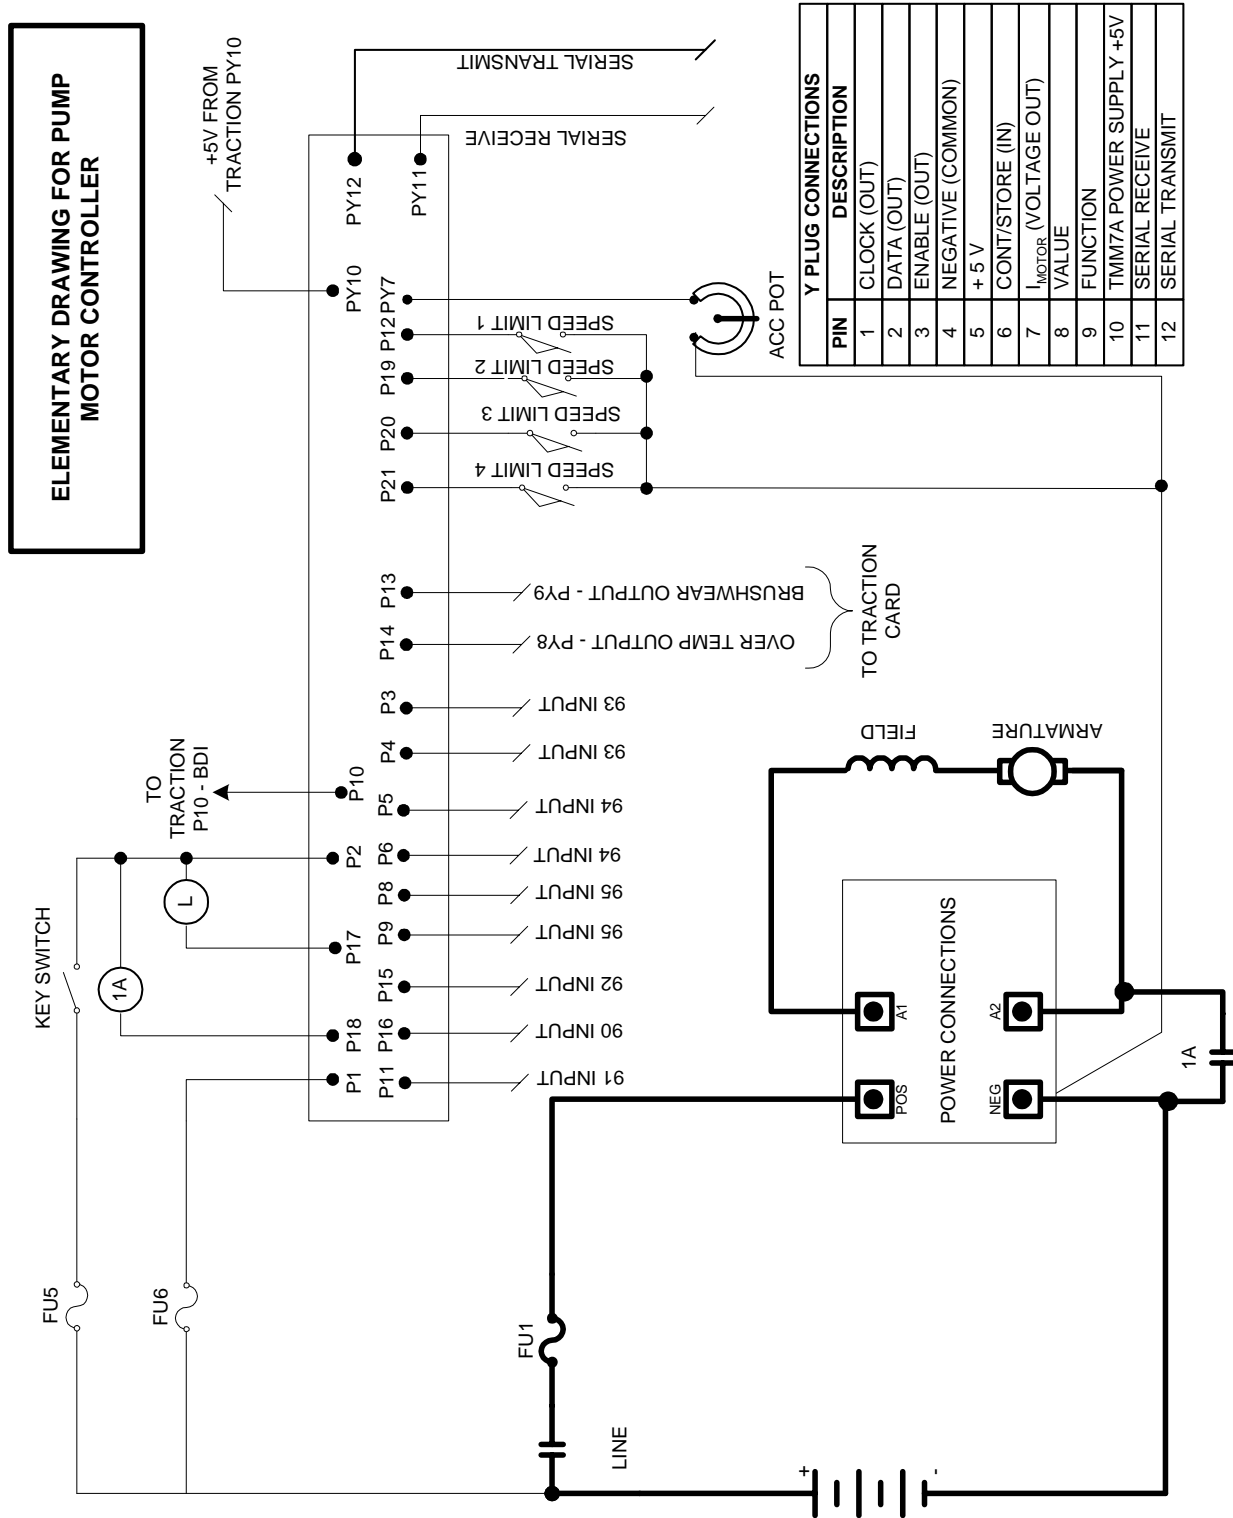 ELEMENTARY DRAWING FOR PUMP
MOTOR CONTROLLER
+5V FROM
TRACTION PY10
SERIAL TRANSMIT
SERIAL RECEIVE
PY12
PY11
PY10
PY7
P12
P19
P20
P21
SPEED LIMIT 1
SPEED LIMIT 2
SPEED LIMIT 3
SPEED LIMIT 4
ACC POT
P13
P14
P3
P4
P10
P5
P2
P6
P8
P17
P9
P15
P18
P16
P1
P11
BRUSHWEAR OUTPUT - PY9
OVER TEMP OUTPUT - PY8
TO TRACTION
CARD
93 INPUT
93 INPUT
94 INPUT
94 INPUT
95 INPUT
95 INPUT
92 INPUT
90 INPUT
91 INPUT
TO
TRACTION
P10 - BDI
L
1A
KEY SWITCH
FU5
FU6
FU1
LINE
+
-
FIELD
ARMATURE
POWER CONNECTIONS
A1
A2
POS
NEG
1A
Y PLUG CONNECTIONS
PIN DESCRIPTION
1 CLOCK (OUT)
2 DATA (OUT)
3 ENABLE (OUT)
4 NEGATIVE (COMMON)
5 + 5 V
6 CONT/STORE (IN)
7 IMOTOR (VOLTAGE OUT)
8 VALUE
9 FUNCTION
10 TMM7A POWER SUPPLY +5V
11 SERIAL RECEIVE
12 SERIAL TRANSMIT